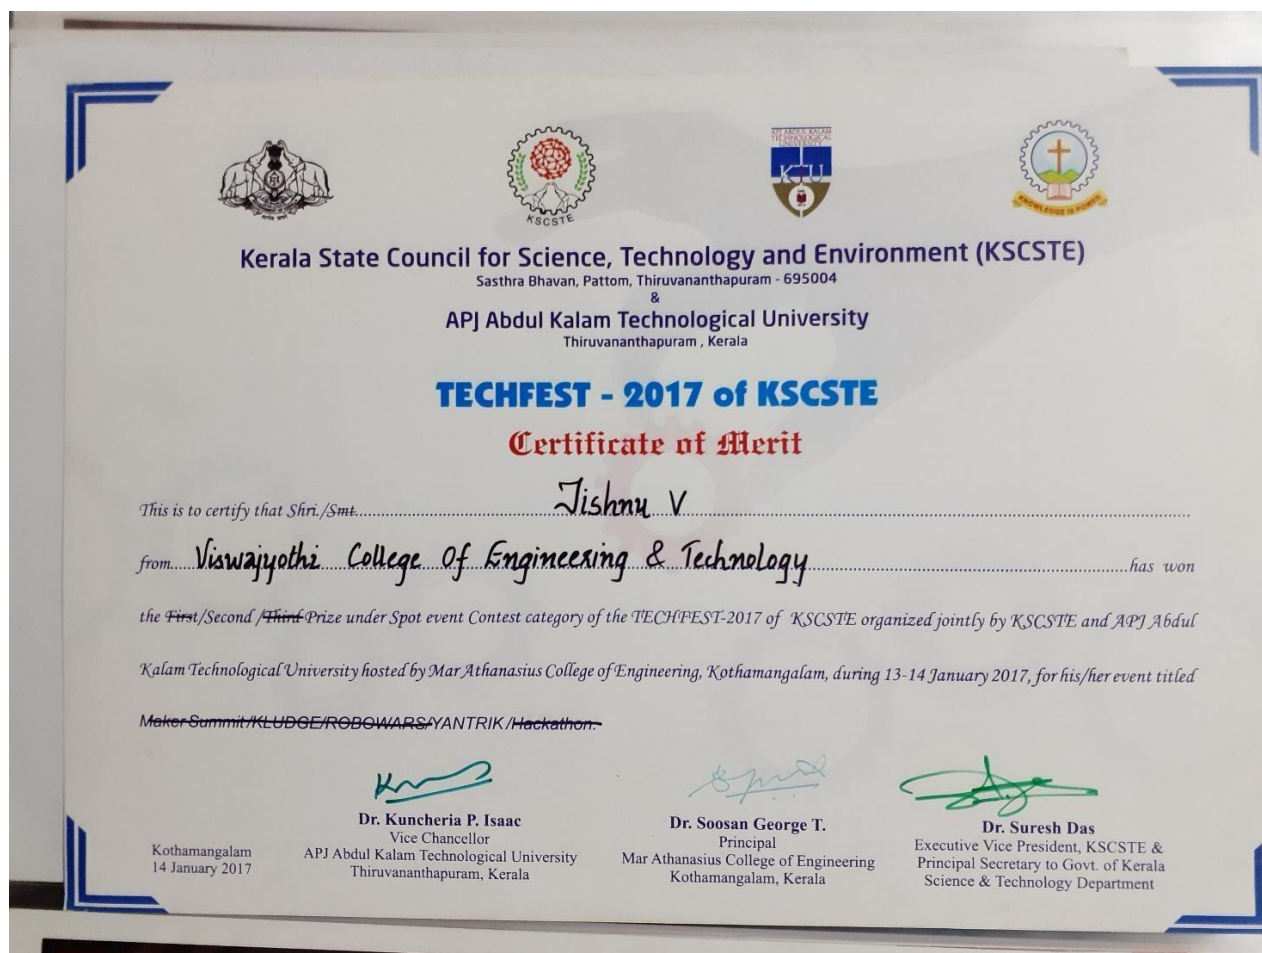 KSCSTE
API ABDUL KALAM
TECHNOLOGICAL
UNIVERSITY
KTU
KNOWLEDGE IS POWER
Kerala State Council for Science, Technology and Environment (KSCSTE)
Sasthra Bhavan, Pattom, Thiruvananthapuram - 695004
&
APJ Abdul Kalam Technological University
Thiruvananthapuram , Kerala
TECHFEST - 2017 of KSCSTE
Certificate of Merit
This is to certify that Shri./Smt. Jishnu V
from Viswajyothi College Of Engineering & Technology has won
the First/Second /Third Prize under Spot event Contest category of the TECHFEST-2017 of KSCSTE organized jointly by KSCSTE and APJ Abdul
Kalam Technological University hosted by Mar Athanasius College of Engineering, Kothamangalam, during 13-14 January 2017, for his/her event titled
Maker Summit/KLUDGE/ROBOWARS/YANTRIK/Hackathon.
Dr. Kuncheria P. Isaac
Vice Chancellor
APJ Abdul Kalam Technological University
Thiruvananthapuram, Kerala
Dr. Soosan George T.
Principal
Mar Athanasius College of Engineering
Kothamangalam, Kerala
Dr. Suresh Das
Executive Vice President, KSCSTE &
Principal Secretary to Govt. of Kerala
Science & Technology Department
Kothamangalam
14 January 2017